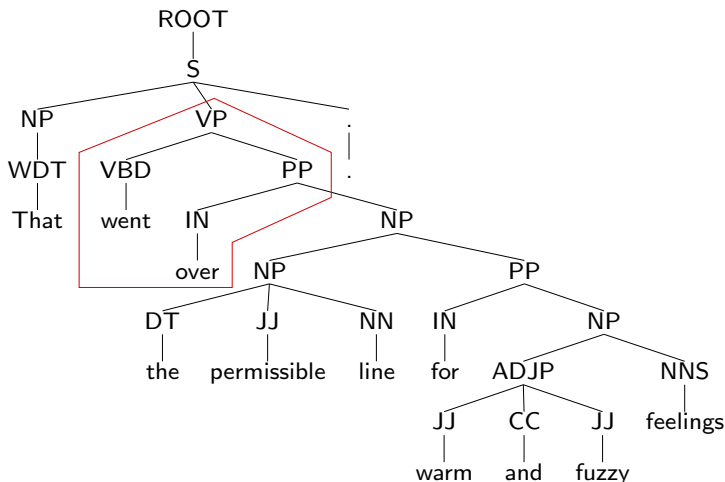 ROOT
S
NP VP .
WDT VBD PP .
That went IN NP
over NP PP
DT JJ NN IN NP
the permissible line for ADJP NNS
JJ CC JJ feelings
warm and fuzzy